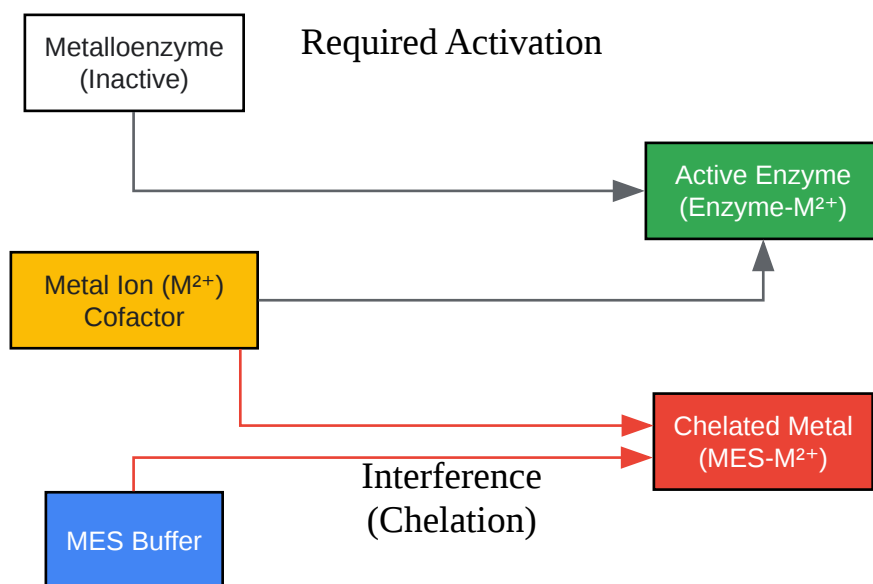 Metalloenzyme
(Inactive)
Required Activation
Active Enzyme
(Enzyme-M²⁺)
Metal Ion (M²⁺)
Cofactor
Chelated Metal
(MES-M²⁺)
Interference
(Chelation)
MES Buffer